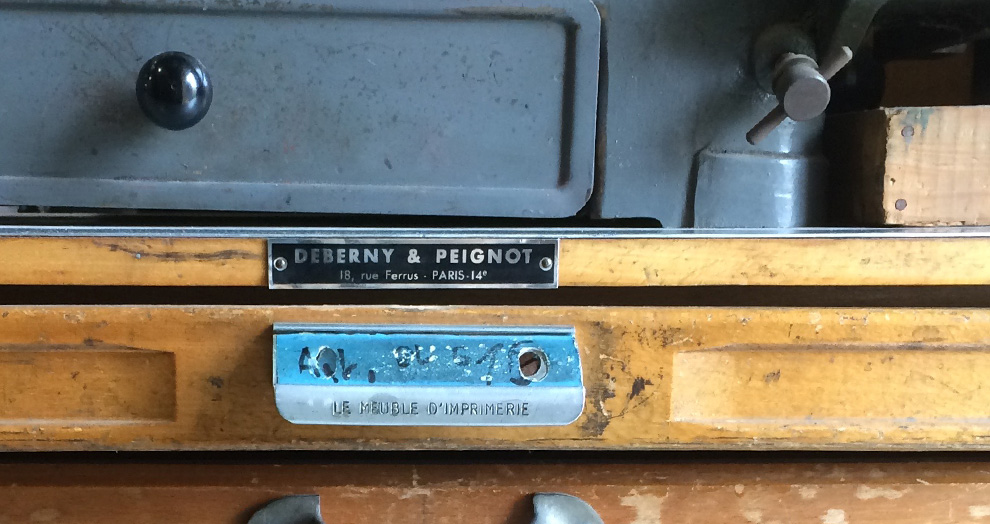 DEBERNY & PEIGNOT
18, rue Ferrus - PARIS-14e
LE MEUBLE D'IMPRIMERIE